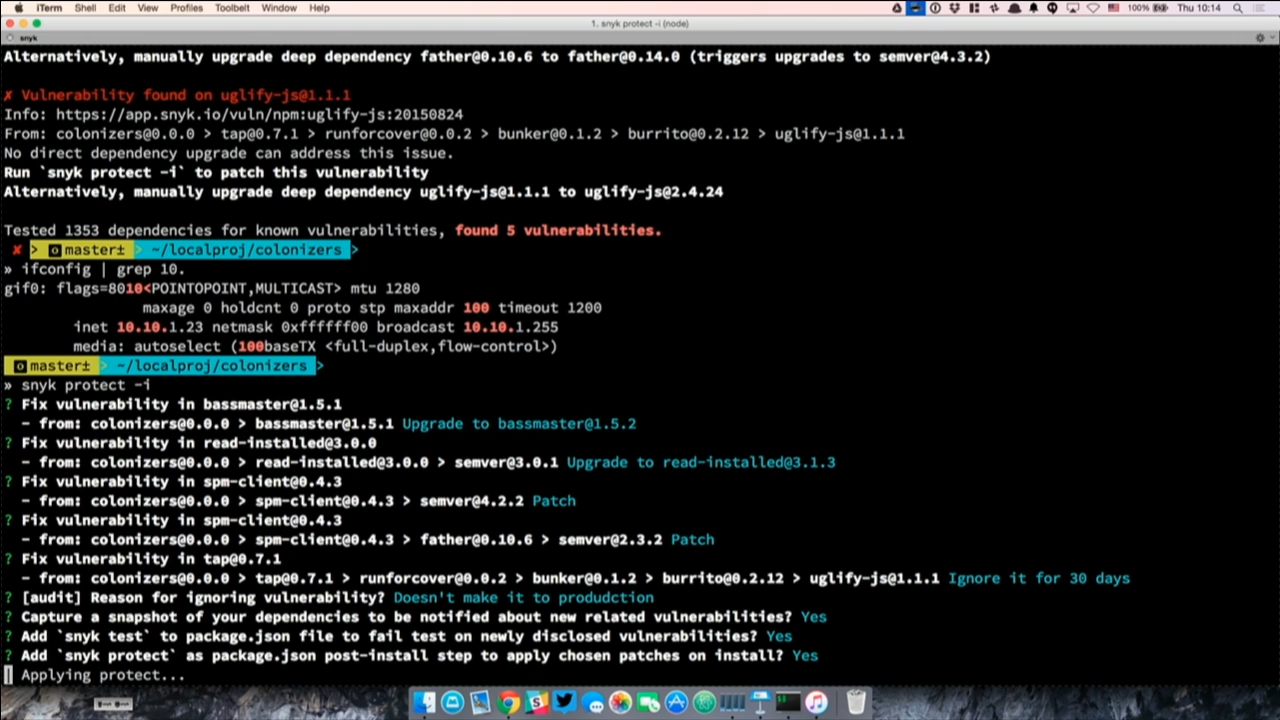 iTerm Shell Edit View Profiles Toolbelt Window Help 100% Thu 10:14
1. snyk protect -i (node)
snyk
Alternatively, manually upgrade deep dependency father@0.10.6 to father@0.14.0 (triggers upgrades to semver@4.3.2)
✗ Vulnerability found on uglify-js@1.1.1
Info: https://app.snyk.io/vuln/npm:uglify-js:20150824
From: colonizers@0.0.0 > tap@0.7.1 > runforcover@0.0.2 > bunker@0.1.2 > burrito@0.2.12 > uglify-js@1.1.1
No direct dependency upgrade can address this issue.
Run `snyk protect -i` to patch this vulnerability
Alternatively, manually upgrade deep dependency uglify-js@1.1.1 to uglify-js@2.4.24
Tested 1353 dependencies for known vulnerabilities, found 5 vulnerabilities.
✗ > master± > ~/localproj/colonizers >
» ifconfig | grep 10.
gif0: flags=8010<POINTOPOINT,MULTICAST> mtu 1280
maxage 0 holdcnt 0 proto stp maxaddr 100 timeout 1200
inet 10.10.1.23 netmask 0xffffff00 broadcast 10.10.1.255
media: autoselect (100baseTX <full-duplex,flow-control>)
master± > ~/localproj/colonizers >
» snyk protect -i
? Fix vulnerability in bassmaster@1.5.1
- from: colonizers@0.0.0 > bassmaster@1.5.1 Upgrade to bassmaster@1.5.2
? Fix vulnerability in read-installed@3.0.0
- from: colonizers@0.0.0 > read-installed@3.0.0 > semver@3.0.1 Upgrade to read-installed@3.1.3
? Fix vulnerability in spm-client@0.4.3
- from: colonizers@0.0.0 > spm-client@0.4.3 > semver@4.2.2 Patch
? Fix vulnerability in spm-client@0.4.3
- from: colonizers@0.0.0 > spm-client@0.4.3 > father@0.10.6 > semver@2.3.2 Patch
? Fix vulnerability in tap@0.7.1
- from: colonizers@0.0.0 > tap@0.7.1 > runforcover@0.0.2 > bunker@0.1.2 > burrito@0.2.12 > uglify-js@1.1.1 Ignore it for 30 days
? [audit] Reason for ignoring vulnerability? Doesn't make it to produdction
? Capture a snapshot of your dependencies to be notified about new related vulnerabilities? Yes
? Add `snyk test` to package.json file to fail test on newly disclosed vulnerabilities? Yes
? Add `snyk protect` as package.json post-install step to apply chosen patches on install? Yes
Applying protect...